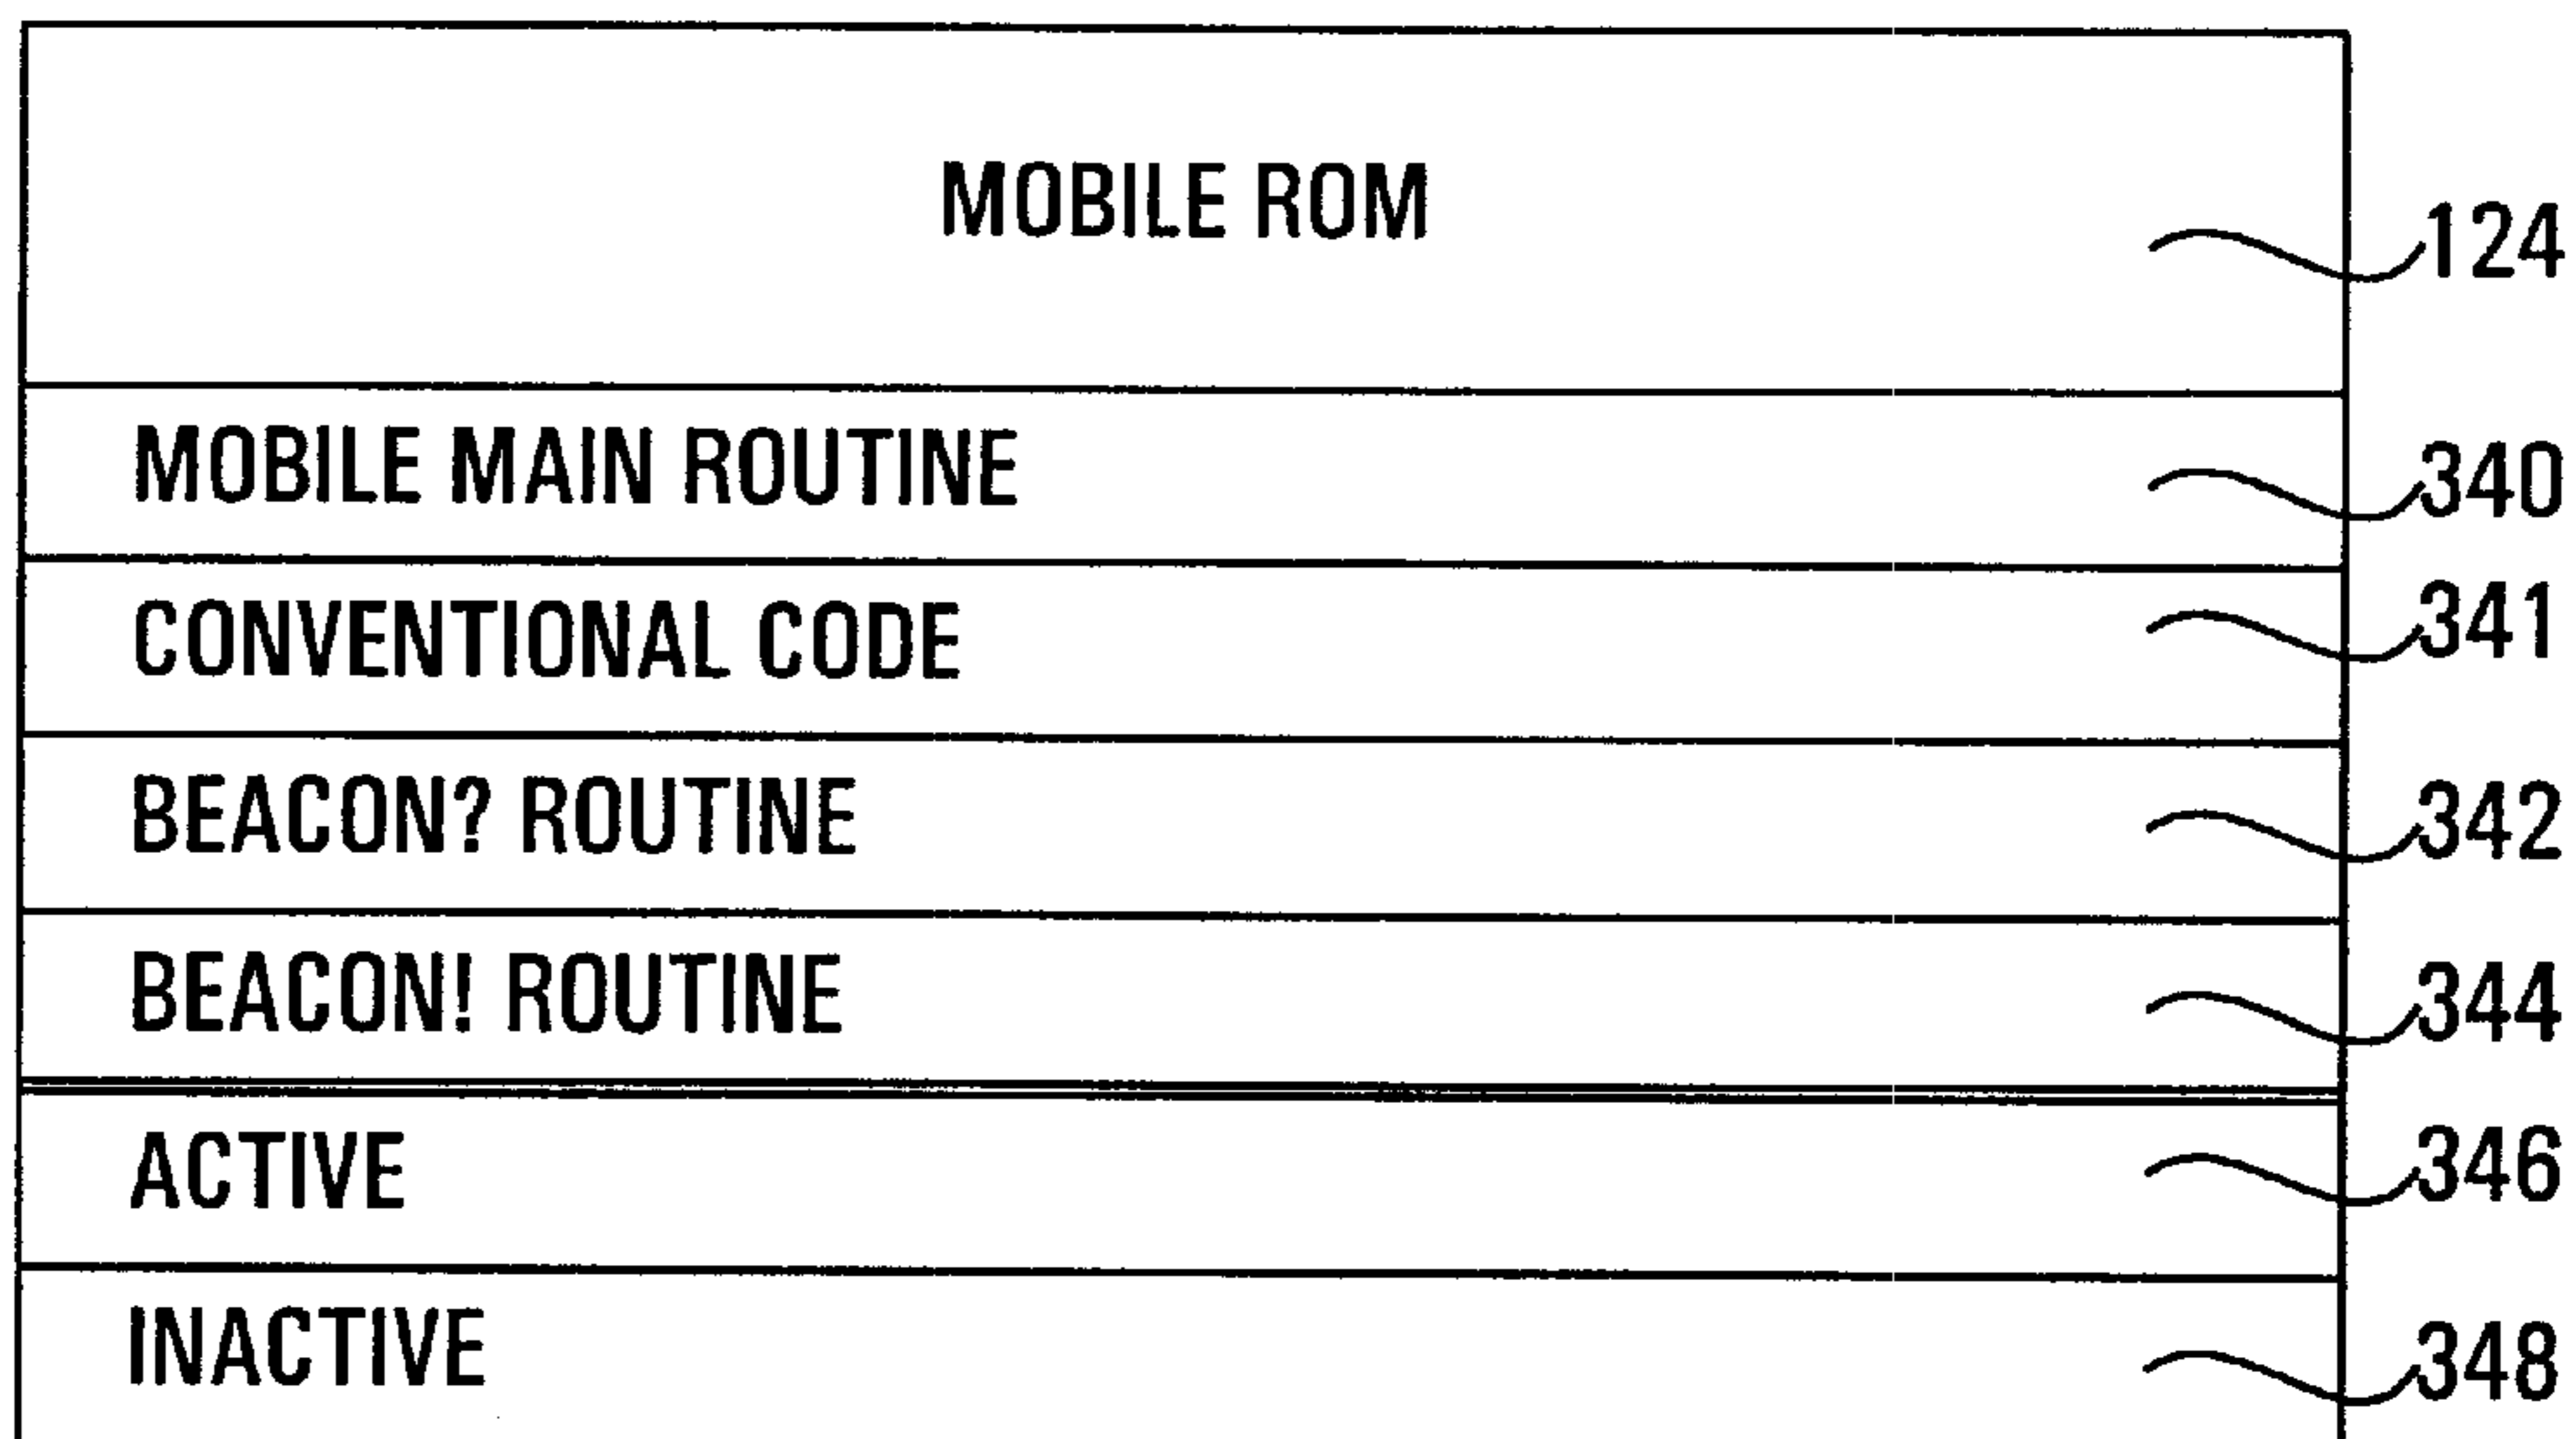 MOBILE ROM 124
MOBILE MAIN ROUTINE 340
CONVENTIONAL CODE 341
BEACON? ROUTINE 342
BEACON! ROUTINE 344
ACTIVE 346
INACTIVE 348